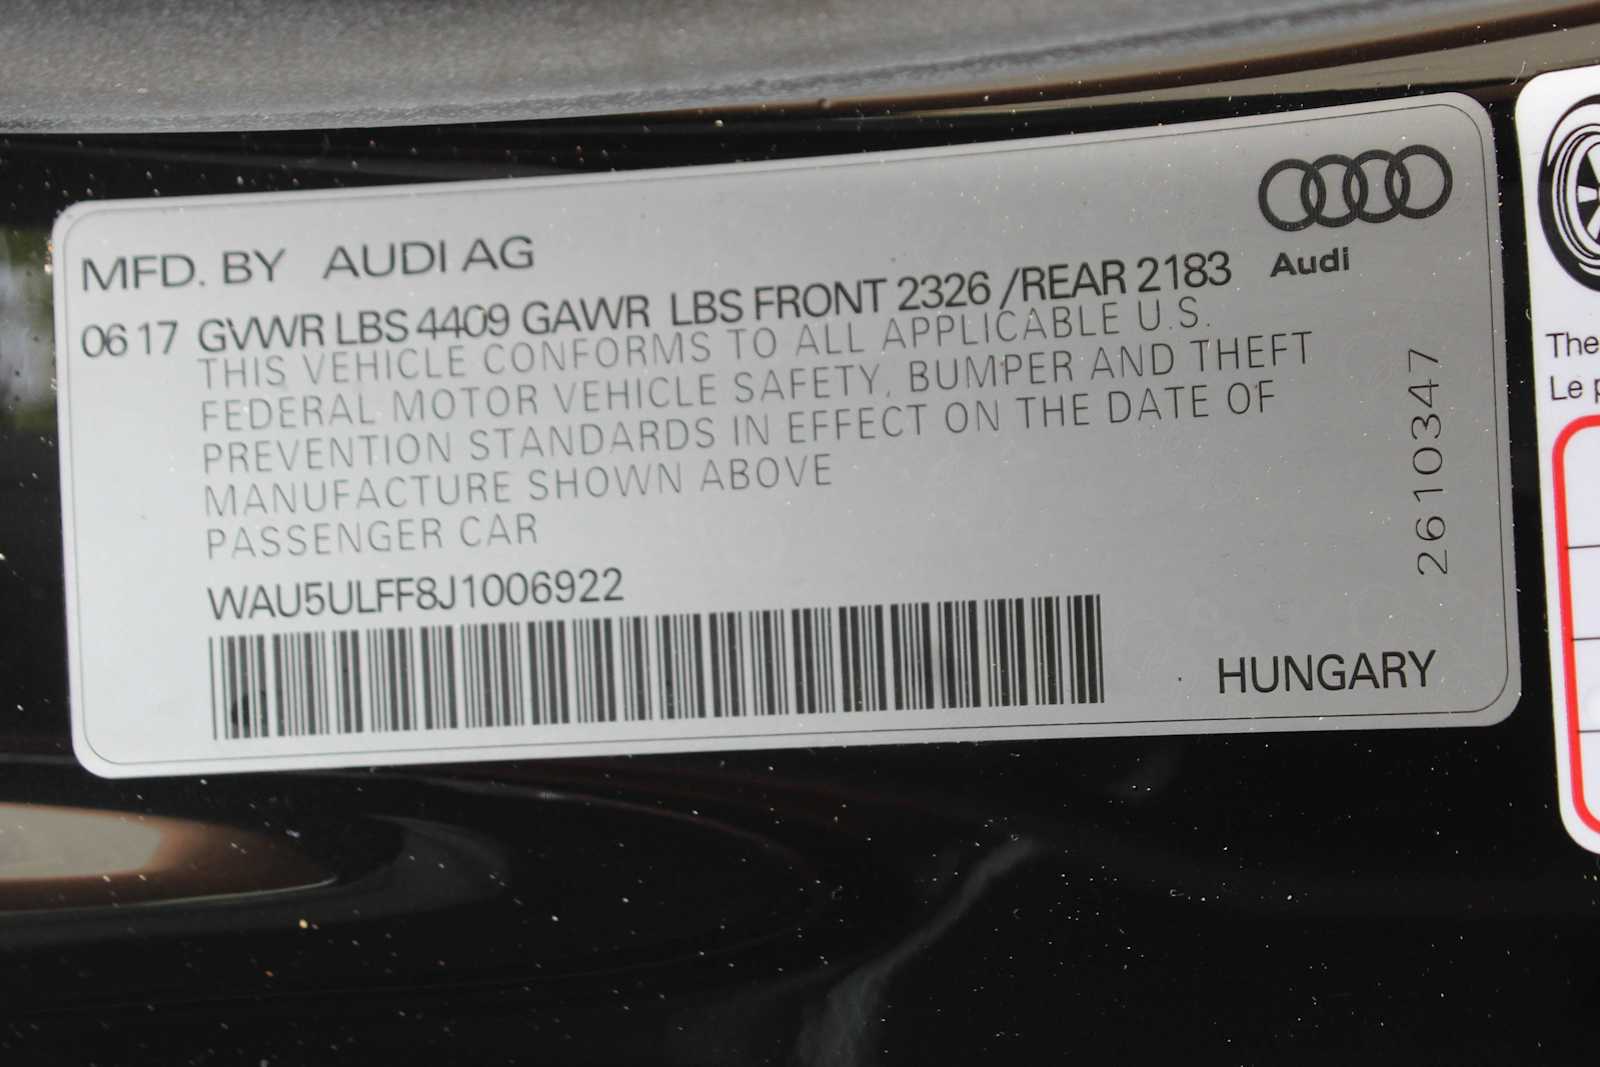 MFD. BY AUDI AG
Audi
06 17 GVWR LBS 4409 GAWR LBS FRONT 2326 /REAR 2183
THIS VEHICLE CONFORMS TO ALL APPLICABLE U.S.
FEDERAL MOTOR VEHICLE SAFETY, BUMPER AND THEFT
PREVENTION STANDARDS IN EFFECT ON THE DATE OF
MANUFACTURE SHOWN ABOVE
PASSENGER CAR
WAU5ULFF8J1006922
HUNGARY
2610347
The
Le